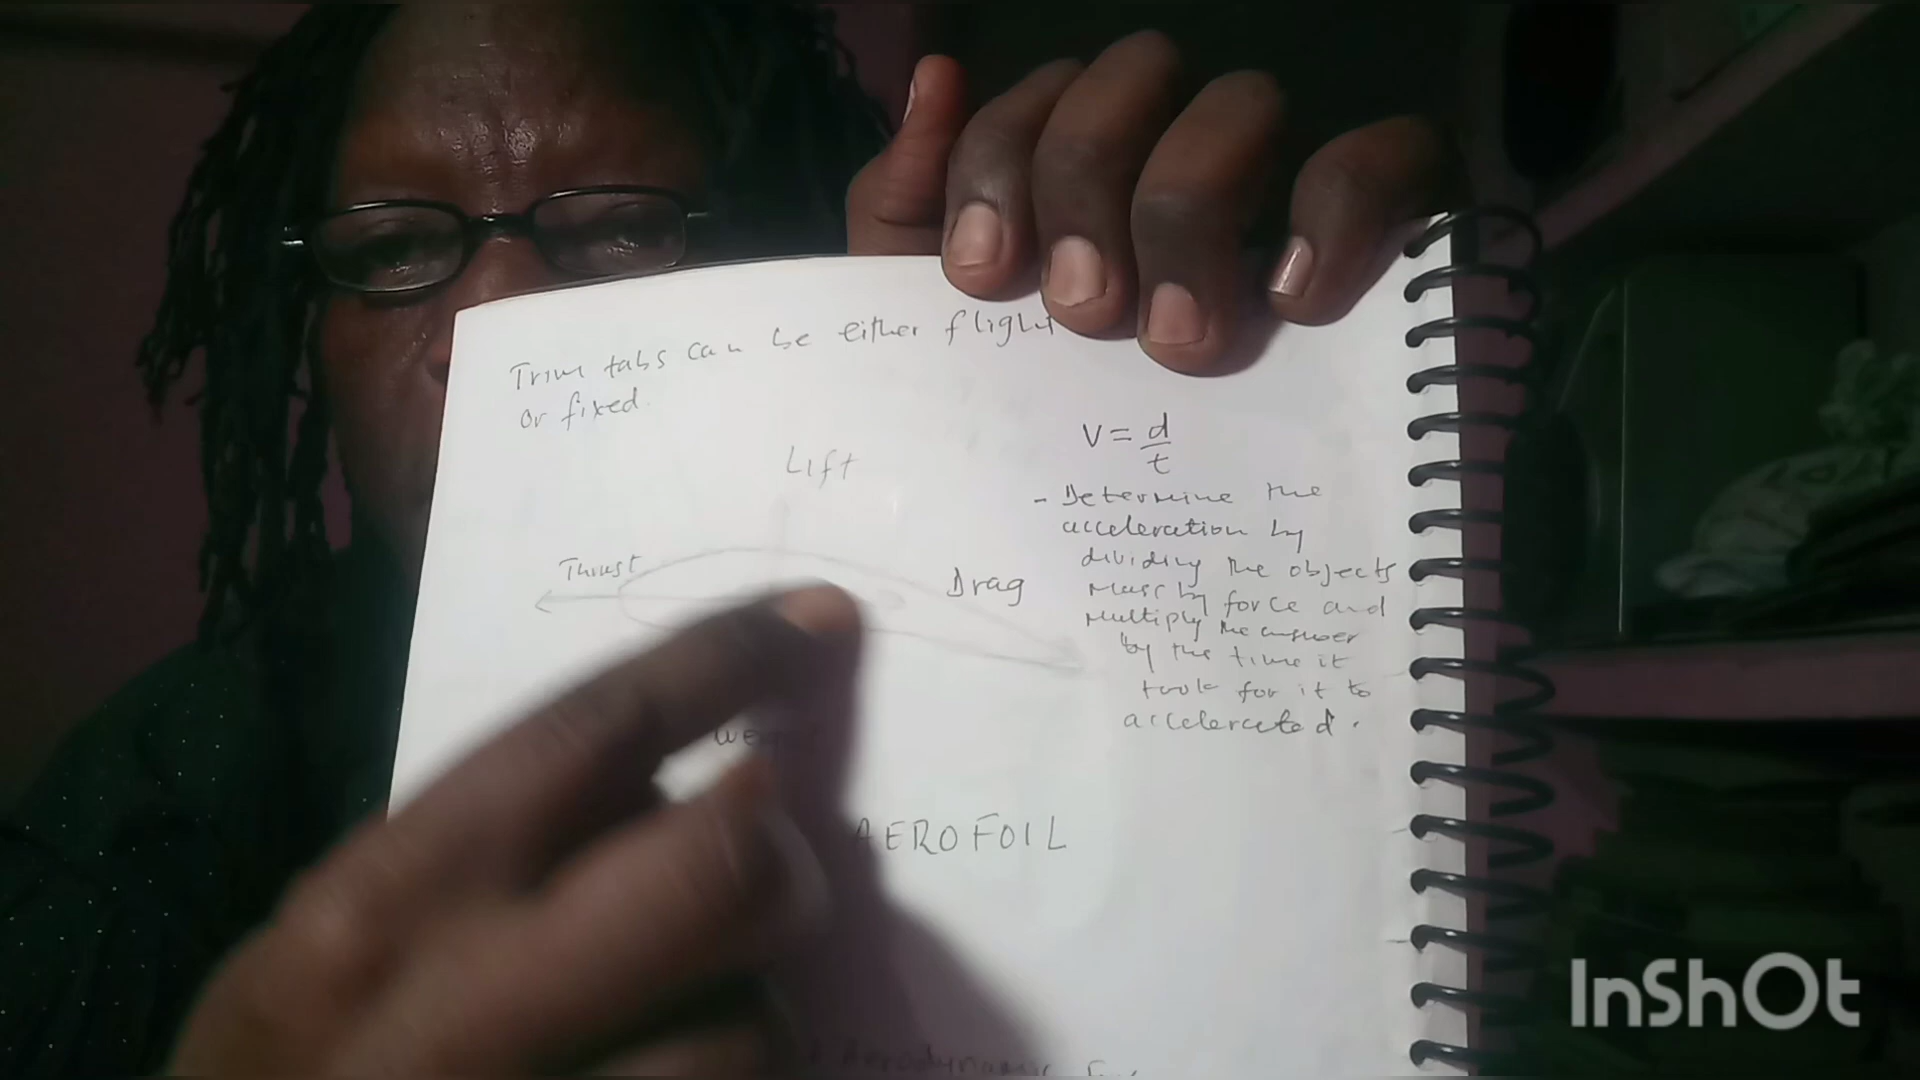 Trim tabs can be either flight
or fixed.
Lift
Thrust
Drag
V = d/t
- Determine the
acceleration by
dividing the objects
mass by force and
multiply the answer
by the time it
took for it to
accelerated.
AEROFOIL
Aerodynamic
InShOt